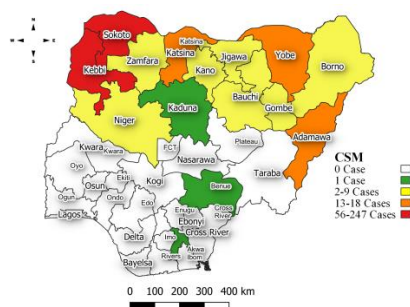 N
W E
S
Sokoto
Katsina
Katsina
Yobe
Zamfara
Jigawa
Borno
Kebbi
Kano
Bauchi
Gombe
Kaduna
Niger
Adamawa
Plateau
FCT
Kwara
Kwara
Nasarawa
Taraba
Oyo
Kogi
Ekiti
Benue
Osun
Ogun
Ondo
Edo
Cross
River
Enugu
Lagos
Ebonyi
Cross River
Delta
Imo
Akwa
Ibom
Rivers
Bayelsa
CSM
0 Case
1 Case
2-9 Cases
13-18 Cases
56-247 Cases
0 100 200 300 400 km